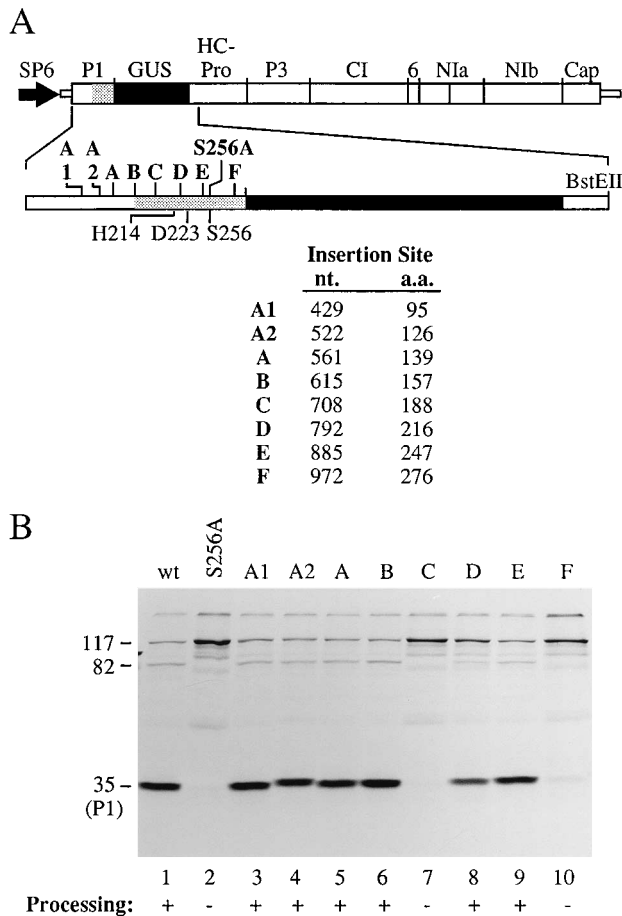 A
SP6 P1 GUS HC-Pro P3 CI 6 NIa NIb Cap
A1 A2 A B C D E S256A F BstEII
H214 D223 S256
Insertion Site
nt. a.a.
A1 429 95
A2 522 126
A 561 139
B 615 157
C 708 188
D 792 216
E 885 247
F 972 276
B
wt S256A A1 A2 A B C D E F
117 –
82 –
35 –
(P1)
1 2 3 4 5 6 7 8 9 10
Processing: + - + + + + - + + -